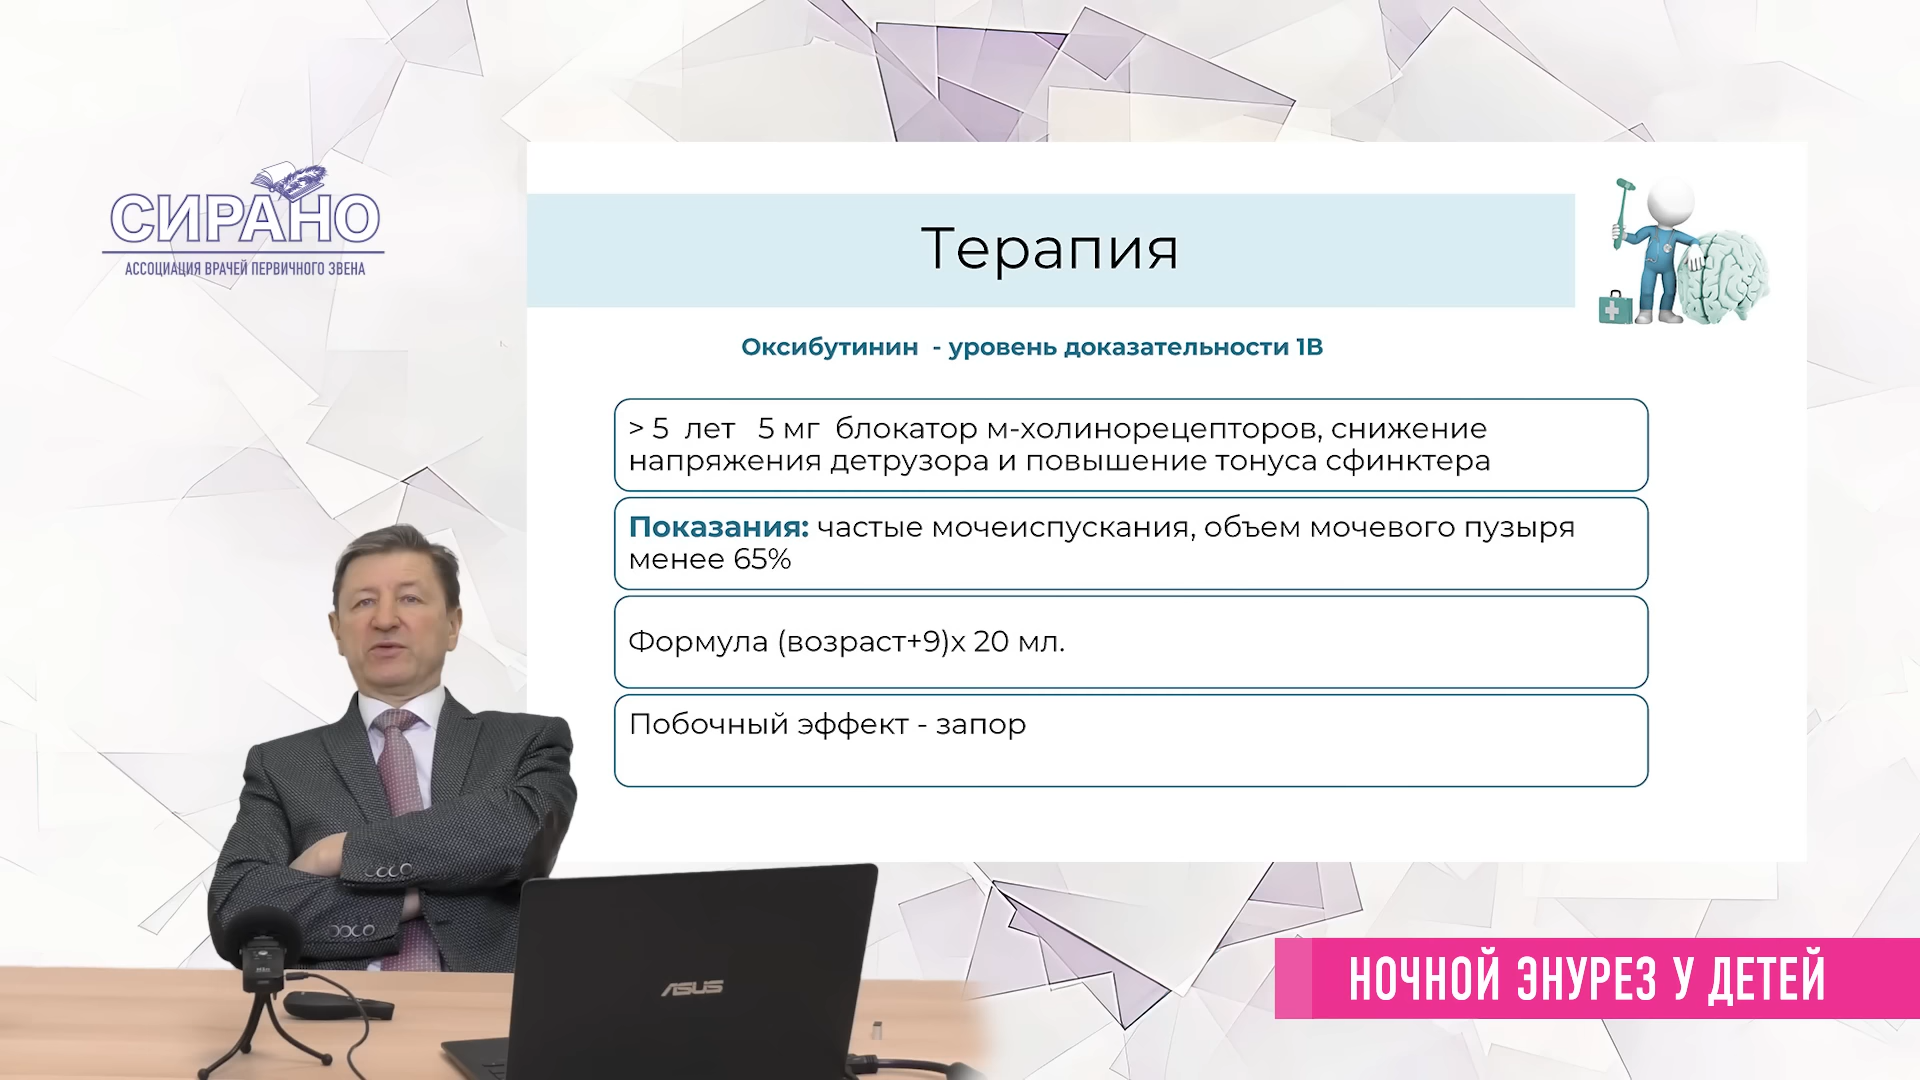 СИРАНО
АССОЦИАЦИЯ ВРАЧЕЙ ПЕРВИЧНОГО ЗВЕНА
Терапия
Оксибутинин - уровень доказательности 1В
> 5 лет 5 мг блокатор м-холинорецепторов, снижение
напряжения детрузора и повышение тонуса сфинктера
Показания: частые мочеиспускания, объем мочевого пузыря
менее 65%
Формула (возраст+9)х 20 мл.
Побочный эффект - запор
ASUS
НОЧНОЙ ЭНУРЕЗ У ДЕТЕЙ